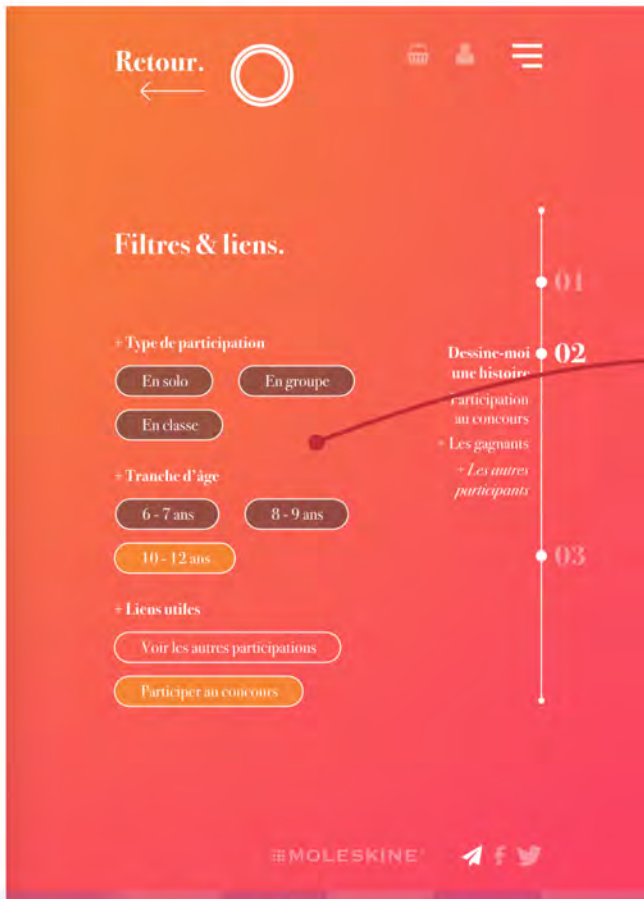 Retour.
Filtres & liens.
+ Type de participation
En solo
En groupe
En classe
+ Tranche d'âge
6 - 7 ans
8 - 9 ans
10 - 12 ans
+ Liens utiles
Voir les autres participations
Participer au concours
01
Dessine-moi
une histoire
02
Participation
au concours
+ Les gagnants
+ Les autres
participants
03
MOLESKINE®